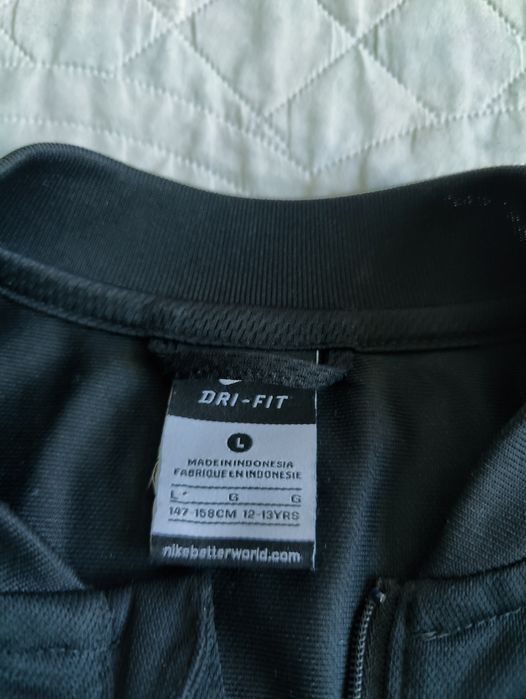 DRI-FIT
L
MADE IN INDONESIA
FABRIQUE EN INDONESIE
L G G
147-158CM 12-13YRS
nikebetterworld.com